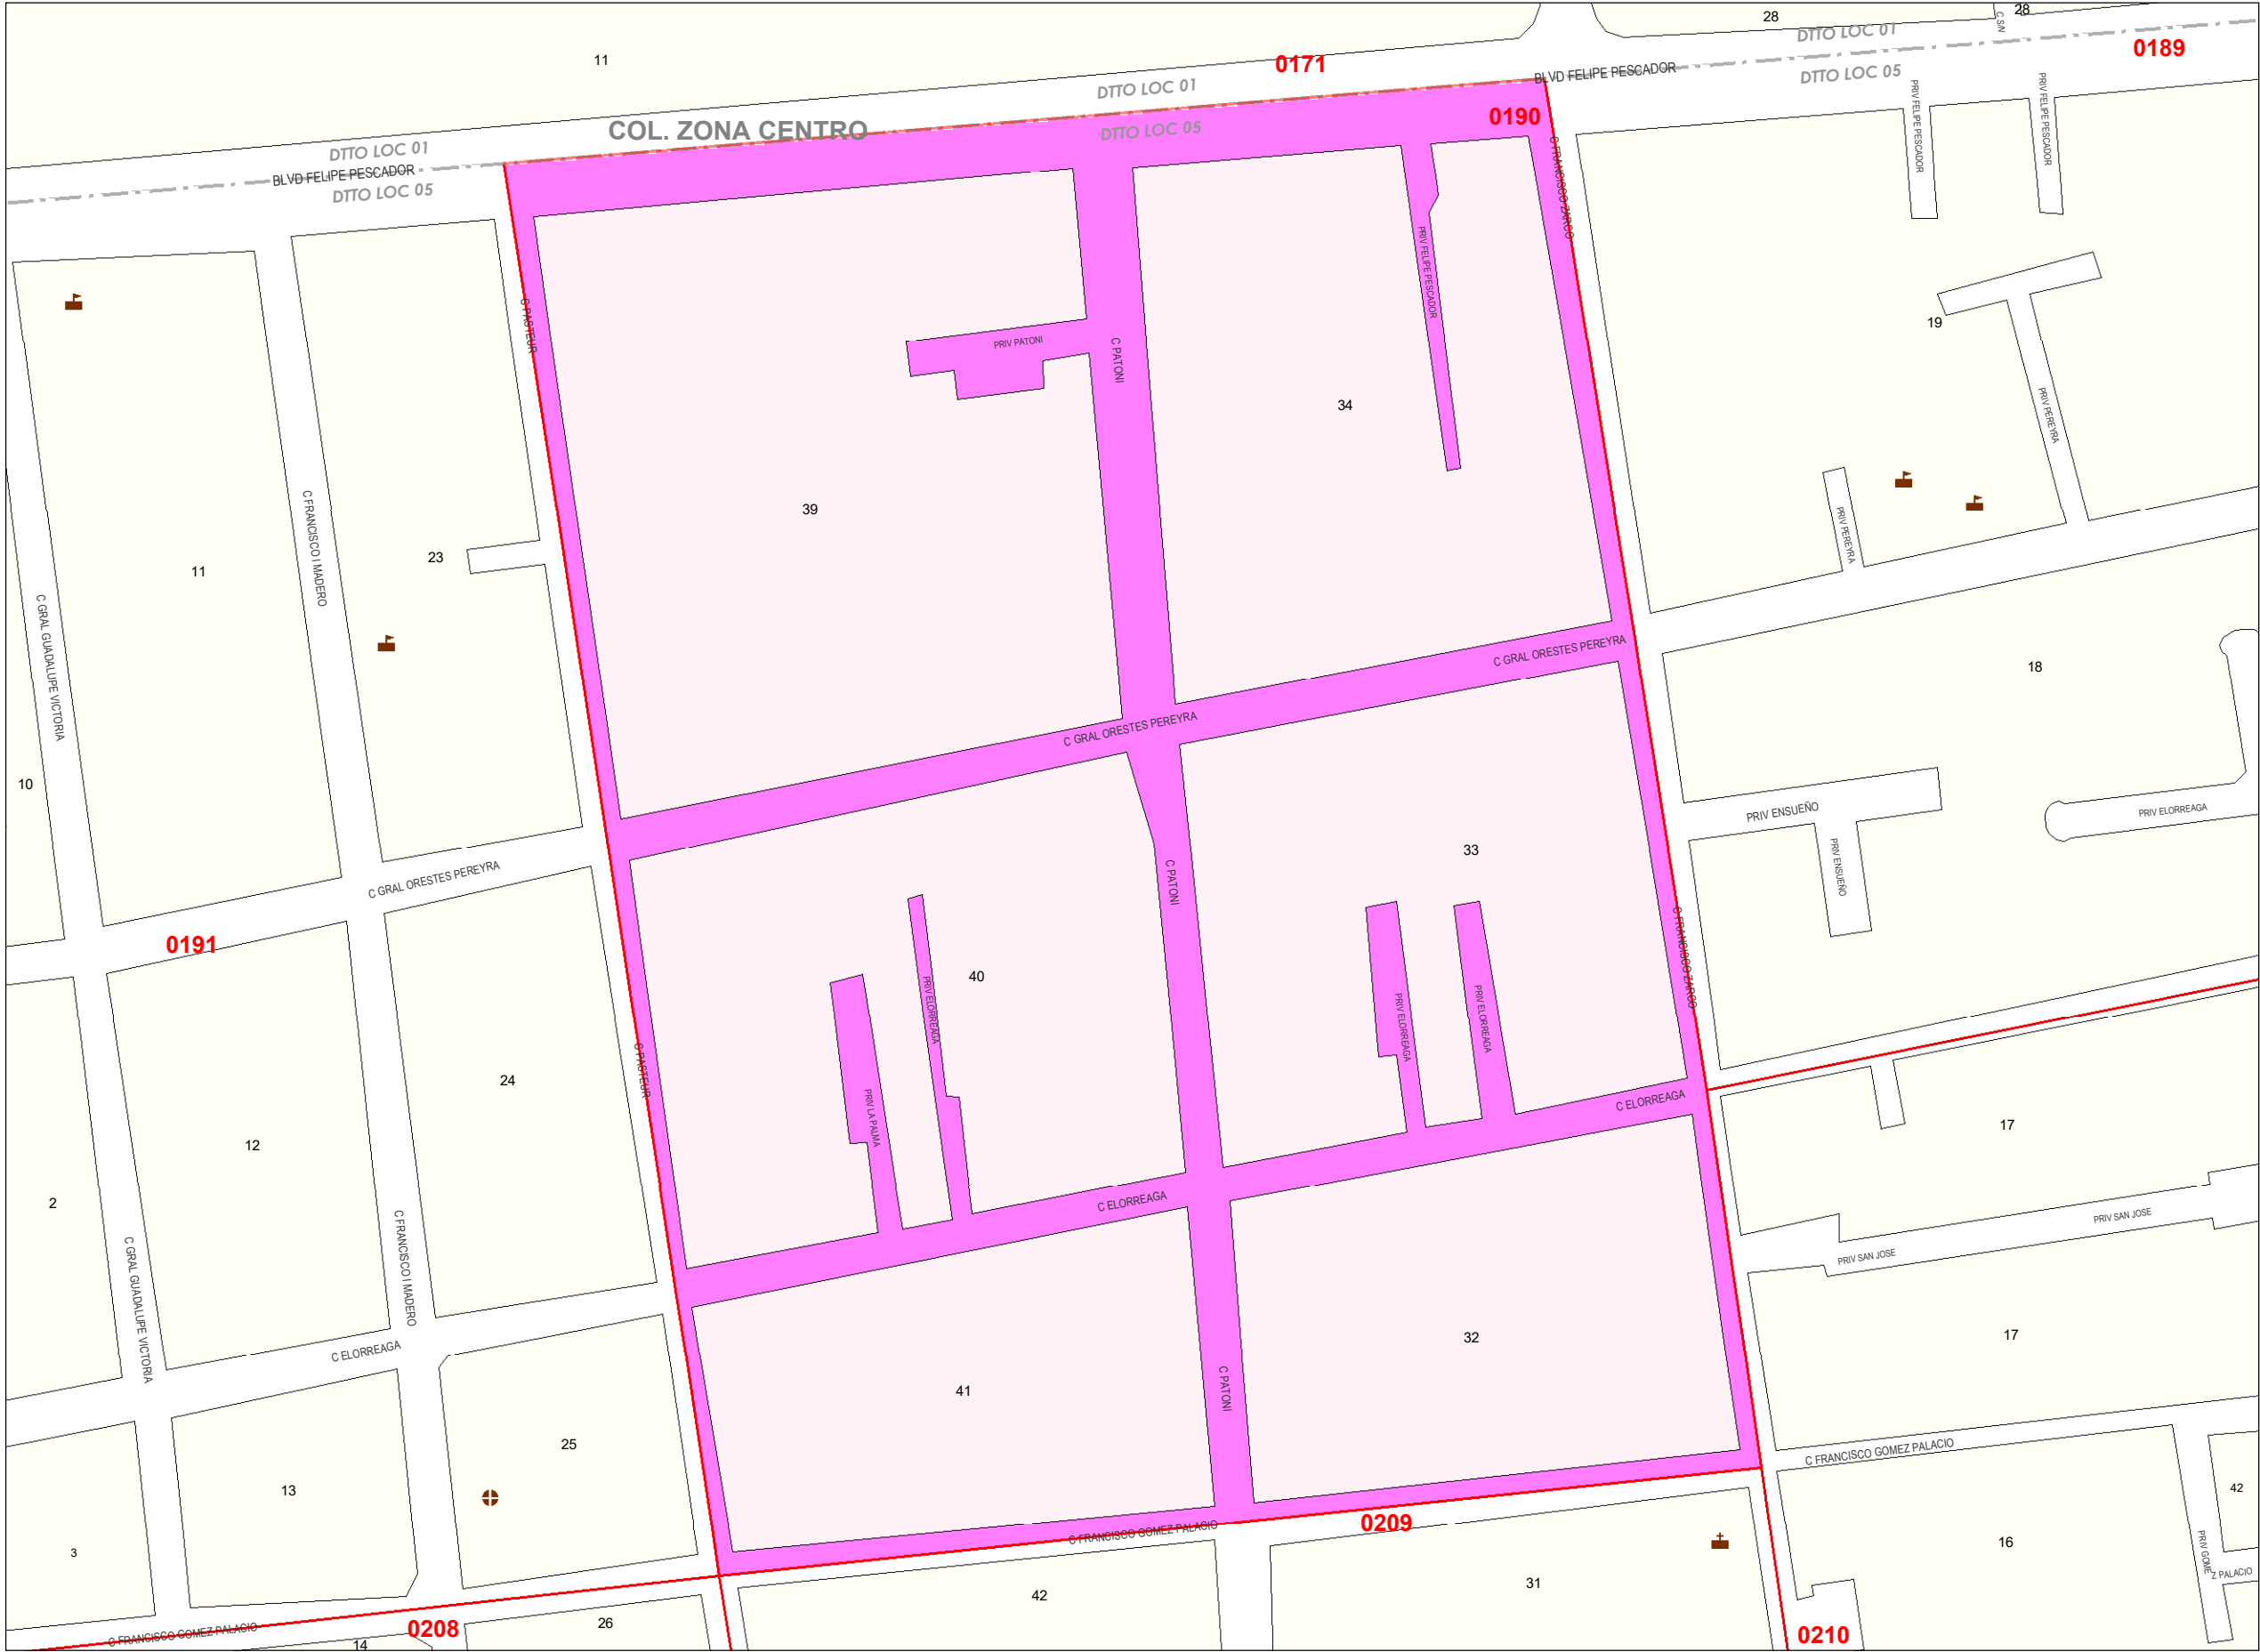 28
28
C S/N
DTTO LOC 01
0189
11
0171
BLVD FELIPE PESCADOR
DTTO LOC 05
DTTO LOC 01
PRIV FELIPE PESCADOR
PRIV FELIPE PESCADOR
0190
COL. ZONA CENTRO
DTTO LOC 05
DTTO LOC 01
BLVD FELIPE PESCADOR
DTTO LOC 05
C FRANCISCO ZARCO
PRIV FELIPE PESCADOR
C PASTEUR
PRIV PATONI
C PATONI
19
34
PRIV PEREYRA
39
PRIV PEREYRA
C FRANCISCO I MADERO
23
11
C GRAL GUADALUPE VICTORIA
C GRAL ORESTES PEREYRA
18
C GRAL ORESTES PEREYRA
10
PRIV ENSUEÑO
PRIV ELORREAGA
33
PRIV ENSUEÑO
C PATONI
C GRAL ORESTES PEREYRA
0191
C FRANCISCO ZARCO
40
PRIV ELORREAGA
PRIV ELORREAGA
PRIV ELORREAGA
C PASTEUR
24
PRIV LA PALMA
C ELORREAGA
17
12
C ELORREAGA
2
PRIV SAN JOSE
PRIV SAN JOSE
C GRAL GUADALUPE VICTORIA
C FRANCISCO I MADERO
C ELORREAGA
32
17
41
C PATONI
25
C FRANCISCO GOMEZ PALACIO
13
42
0209
C FRANCISCO GOMEZ PALACIO
3
16
PRIV GOME
Z PALACIO
31
42
26
0208
C FRANCISCO GOMEZ PALACIO
14
0210